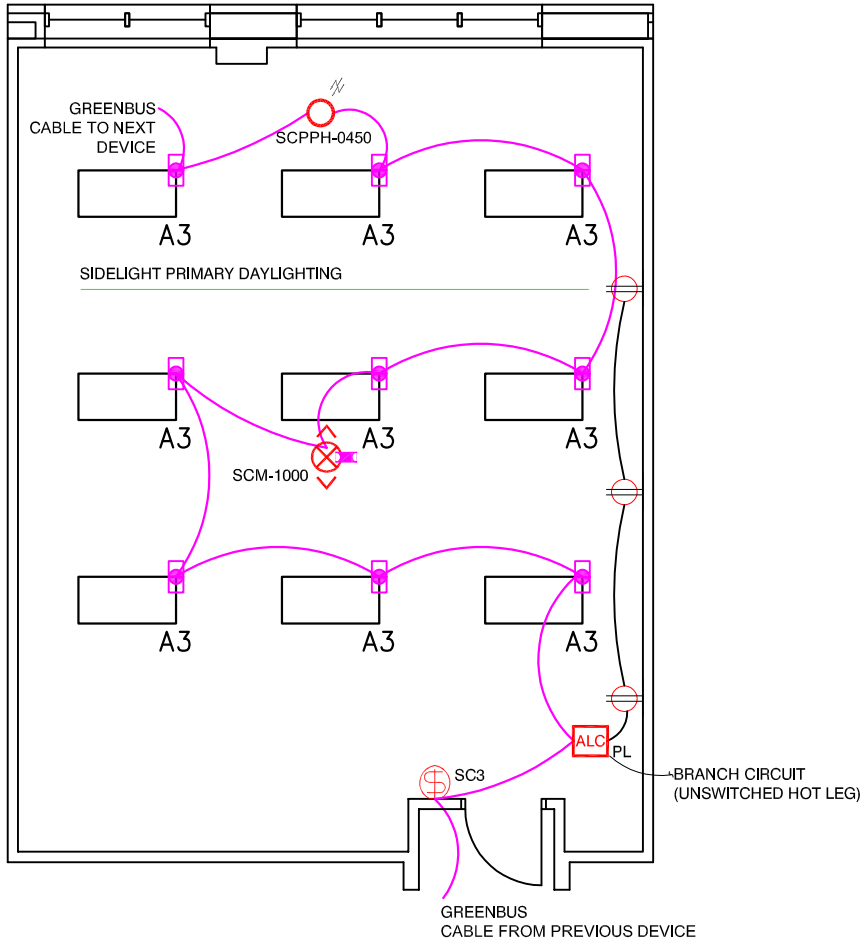 GREENBUS
CABLE TO NEXT
DEVICE
SCPPH-0450
A3
A3
A3
SIDELIGHT PRIMARY DAYLIGHTING
A3
A3
A3
SCM-1000
A3
A3
A3
ALC
PL
SC3
BRANCH CIRCUIT
(UNSWITCHED HOT LEG)
GREENBUS
CABLE FROM PREVIOUS DEVICE